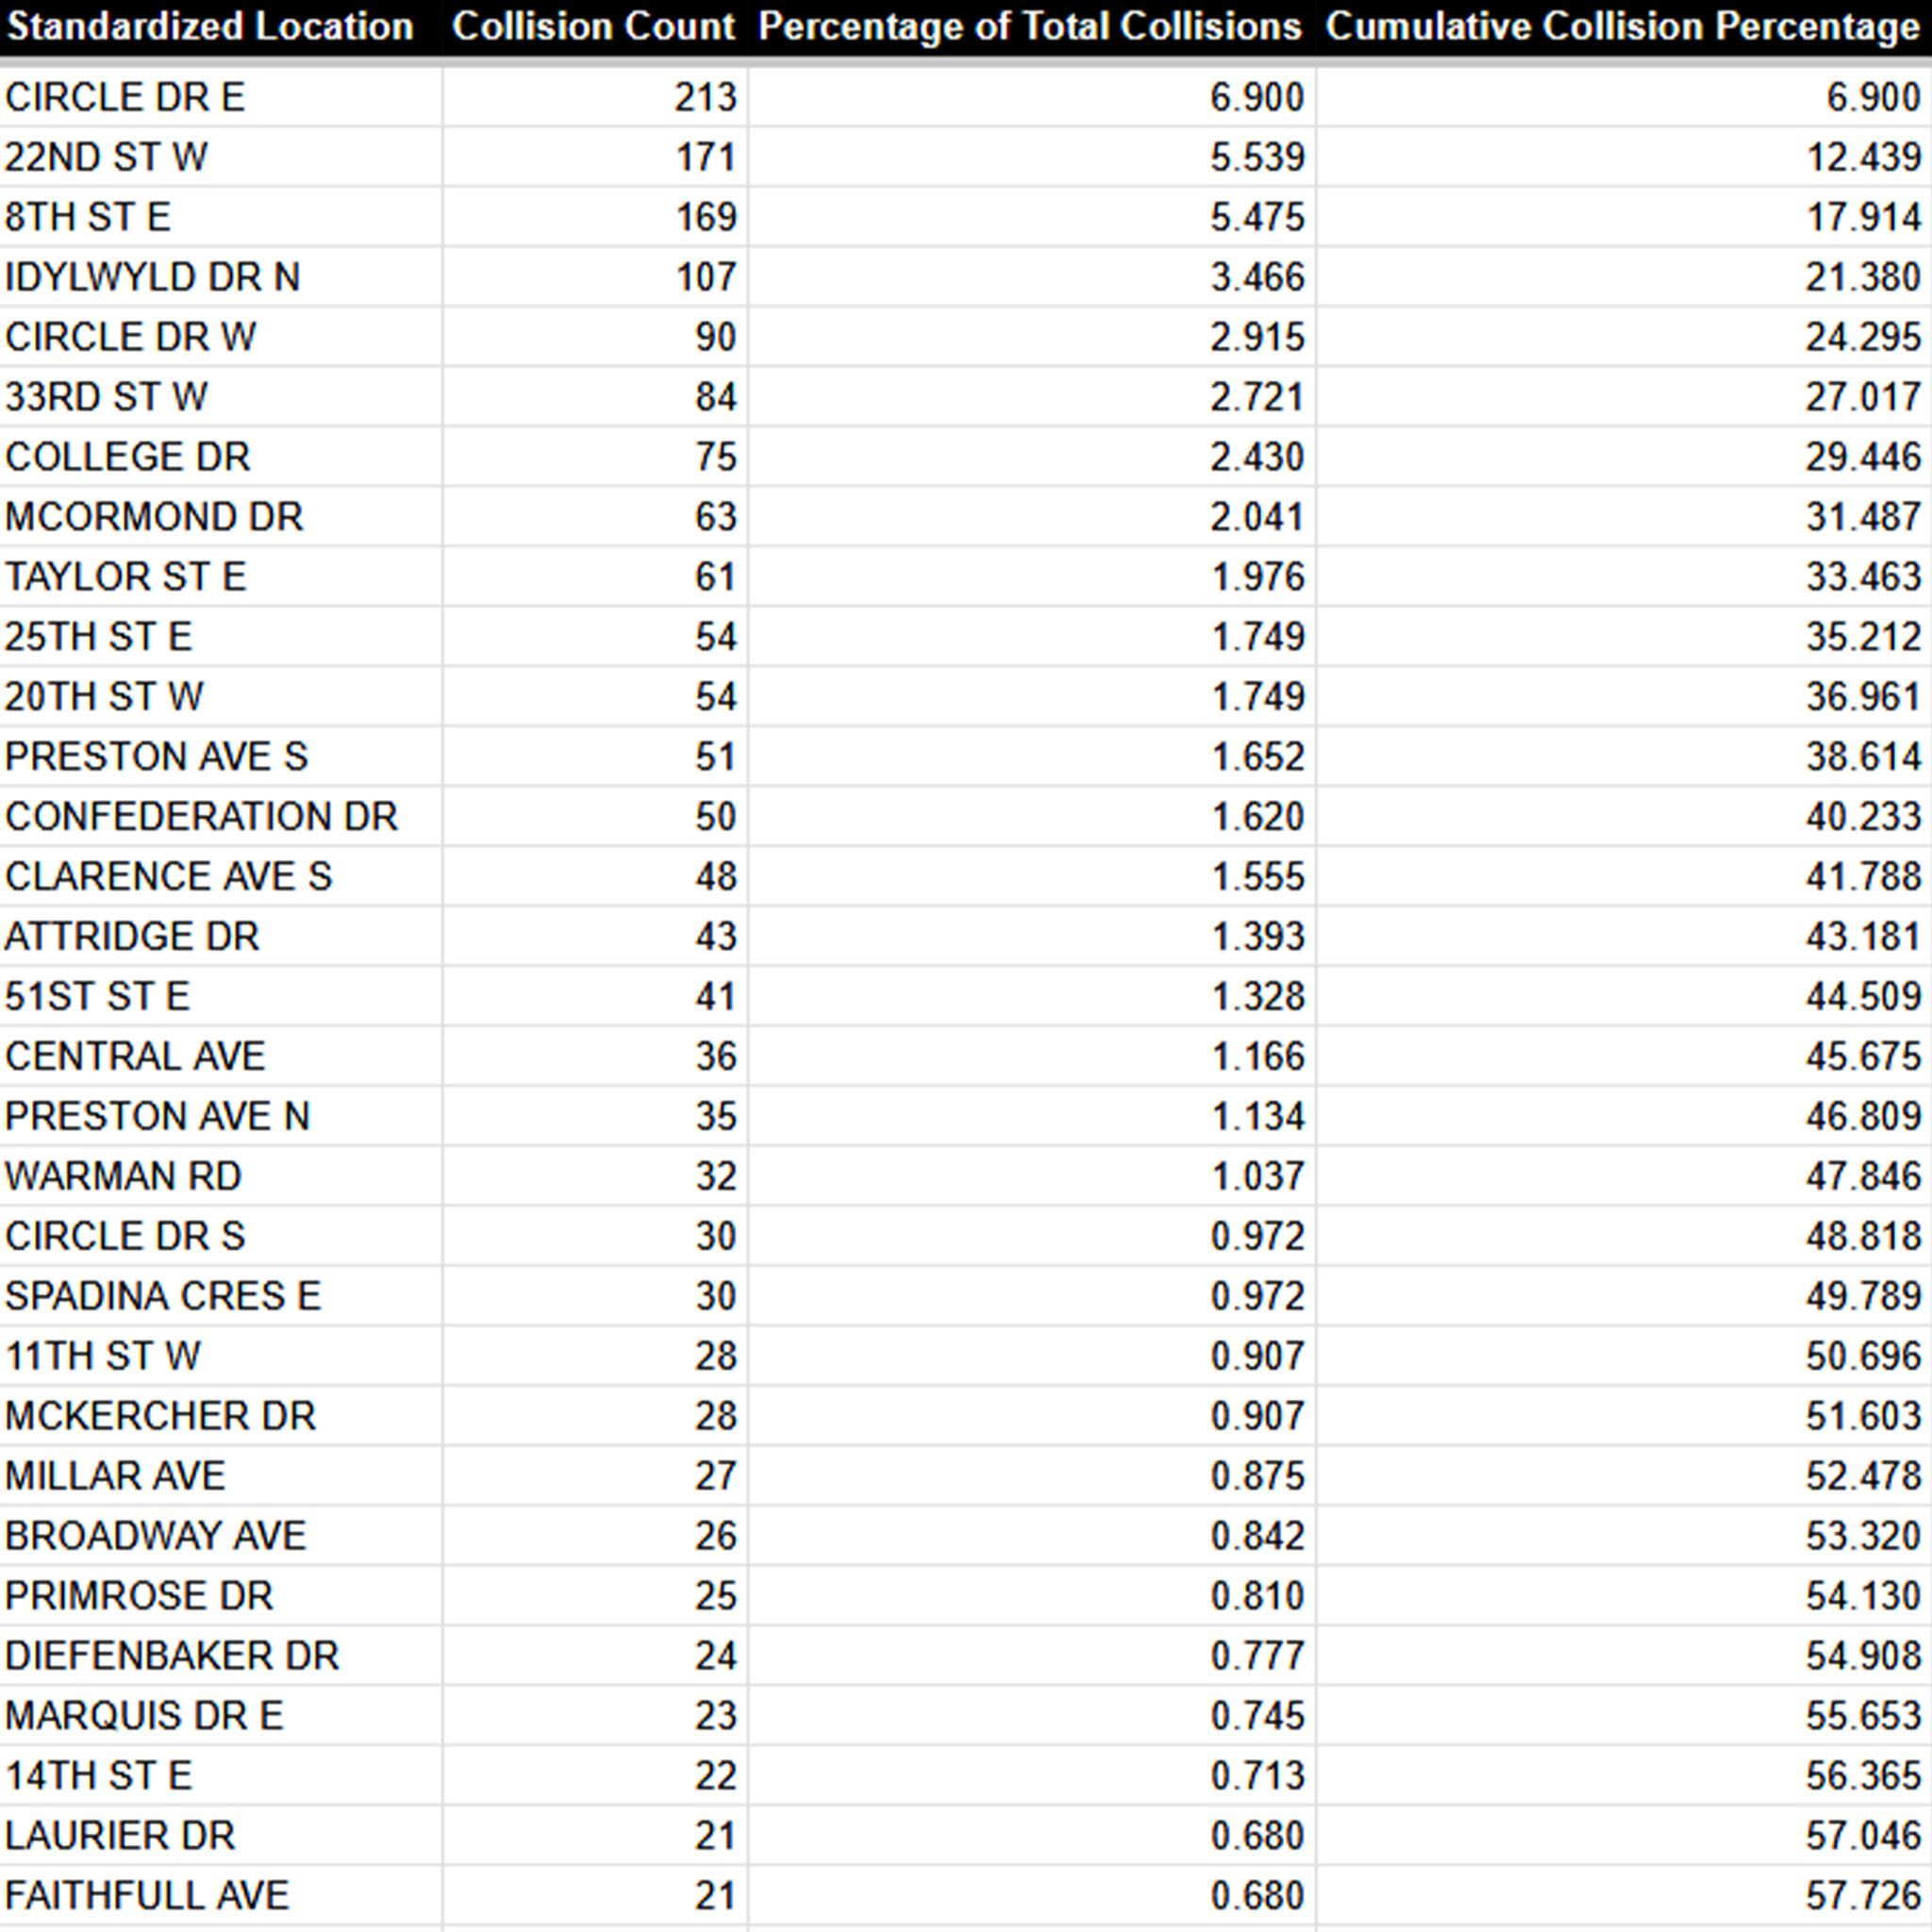 Standardized Location Collision Count Percentage of Total Collisions Cumulative Collision Percentage
CIRCLE DR E 213 6.900 6.900
22ND ST W 171 5.539 12.439
8TH ST E 169 5.475 17.914
IDYLWYLD DR N 107 3.466 21.380
CIRCLE DR W 90 2.915 24.295
33RD ST W 84 2.721 27.017
COLLEGE DR 75 2.430 29.446
MCORMOND DR 63 2.041 31.487
TAYLOR ST E 61 1.976 33.463
25TH ST E 54 1.749 35.212
20TH ST W 54 1.749 36.961
PRESTON AVE S 51 1.652 38.614
CONFEDERATION DR 50 1.620 40.233
CLARENCE AVE S 48 1.555 41.788
ATTRIDGE DR 43 1.393 43.181
51ST ST E 41 1.328 44.509
CENTRAL AVE 36 1.166 45.675
PRESTON AVE N 35 1.134 46.809
WARMAN RD 32 1.037 47.846
CIRCLE DR S 30 0.972 48.818
SPADINA CRES E 30 0.972 49.789
11TH ST W 28 0.907 50.696
MCKERCHER DR 28 0.907 51.603
MILLAR AVE 27 0.875 52.478
BROADWAY AVE 26 0.842 53.320
PRIMROSE DR 25 0.810 54.130
DIEFENBAKER DR 24 0.777 54.908
MARQUIS DR E 23 0.745 55.653
14TH ST E 22 0.713 56.365
LAURIER DR 21 0.680 57.046
FAITHFULL AVE 21 0.680 57.726